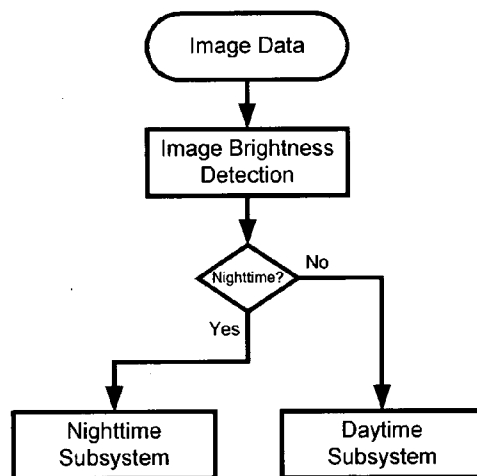 Image Data
Image Brightness
Detection
Nighttime?
No
Yes
Nighttime
Subsystem
Daytime
Subsystem